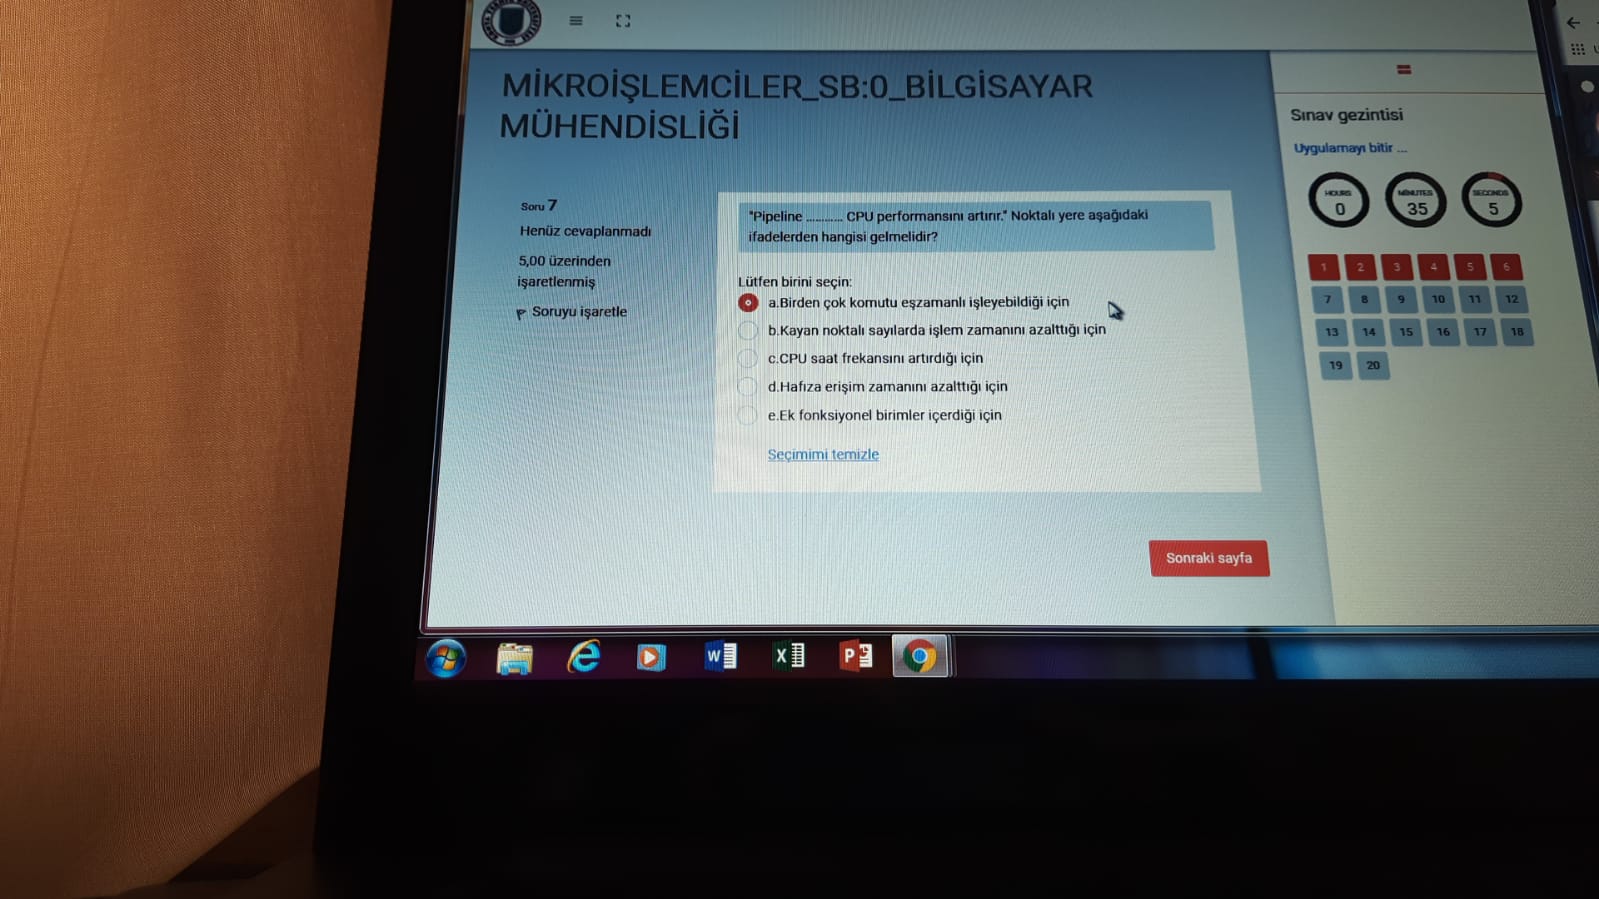 MİKROİŞLEMCİLER_SB:0_BİLGİSAYAR
MÜHENDİSLİĞİ
Soru 7
Henüz cevaplanmadı
5,00 üzerinden
işaretlenmiş
Soruyu işaretle
"Pipeline ............ CPU performansını artırır." Noktalı yere aşağıdaki
ifadelerden hangisi gelmelidir?
Lütfen birini seçin:
a.Birden çok komutu eşzamanlı işleyebildiği için
b.Kayan noktalı sayılarda işlem zamanını azalttığı için
c.CPU saat frekansını artırdığı için
d.Hafıza erişim zamanını azalttığı için
e.Ek fonksiyonel birimler içerdiği için
Seçimimi temizle
Sonraki sayfa
Sınav gezintisi
Uygulamayı bitir ...
HOURS MINUTES SECONDS
0 35 5
1 2 3 4 5 6
7 8 9 10 11 12
13 14 15 16 17 18
19 20